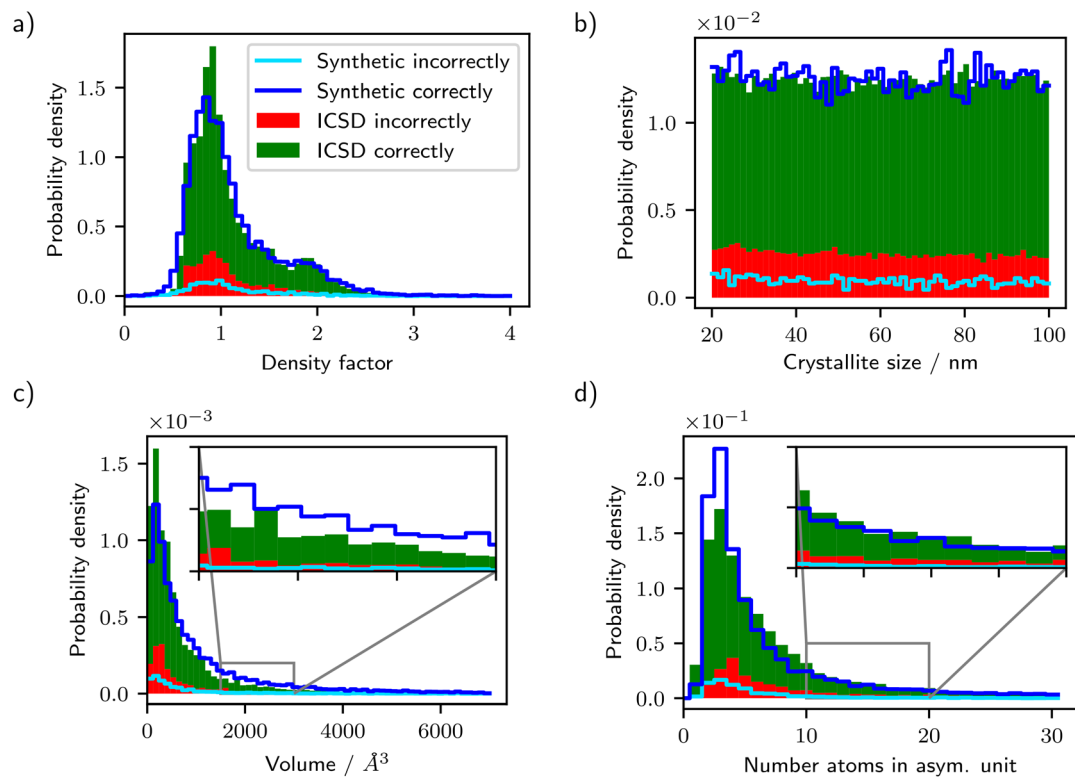 a)
Probability density
1.5
1.0
0.5
0.0
0 1 2 3 4
Density factor
Synthetic incorrectly
Synthetic correctly
ICSD incorrectly
ICSD correctly
b)
×10⁻²
Probability density
1.0
0.5
0.0
20 40 60 80 100
Crystallite size / nm
c)
×10⁻³
Probability density
1.5
1.0
0.5
0.0
0 2000 4000 6000
Volume / Å³
d)
×10⁻¹
Probability density
2.0
1.5
1.0
0.5
0.0
0 10 20 30
Number atoms in asym. unit